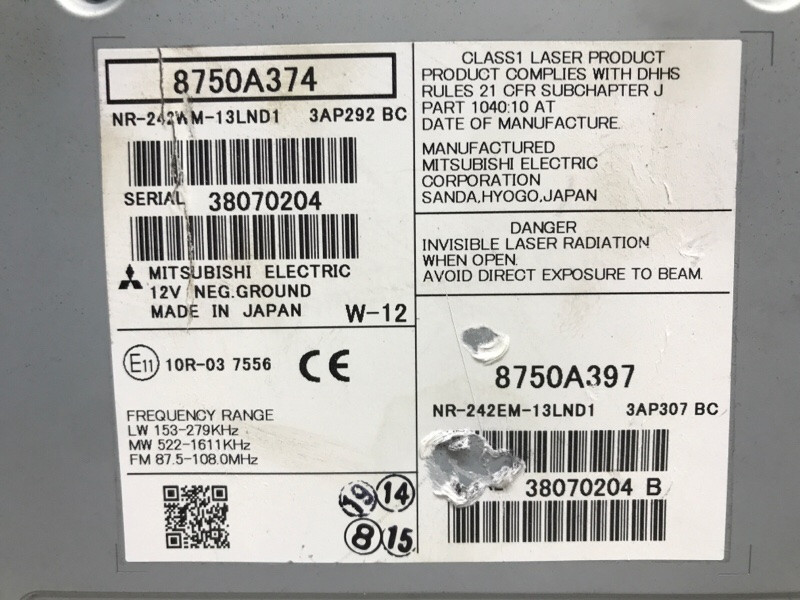 8750A374
NR-242WM-13LND1 3AP292 BC
SERIAL 38070204
MITSUBISHI ELECTRIC
12V NEG.GROUND
MADE IN JAPAN W-12
E11 10R-03 7556 CE
FREQUENCY RANGE
LW 153-279KHz
MW 522-1611KHz
FM 87.5-108.0MHz
19 14
8 15
CLASS1 LASER PRODUCT
PRODUCT COMPLIES WITH DHHS
RULES 21 CFR SUBCHAPTER J
PART 1040:10 AT
DATE OF MANUFACTURE.
MANUFACTURED
MITSUBISHI ELECTRIC
CORPORATION
SANDA,HYOGO,JAPAN
DANGER
INVISIBLE LASER RADIATION
WHEN OPEN.
AVOID DIRECT EXPOSURE TO BEAM.
8750A397
NR-242EM-13LND1 3AP307 BC
38070204 B